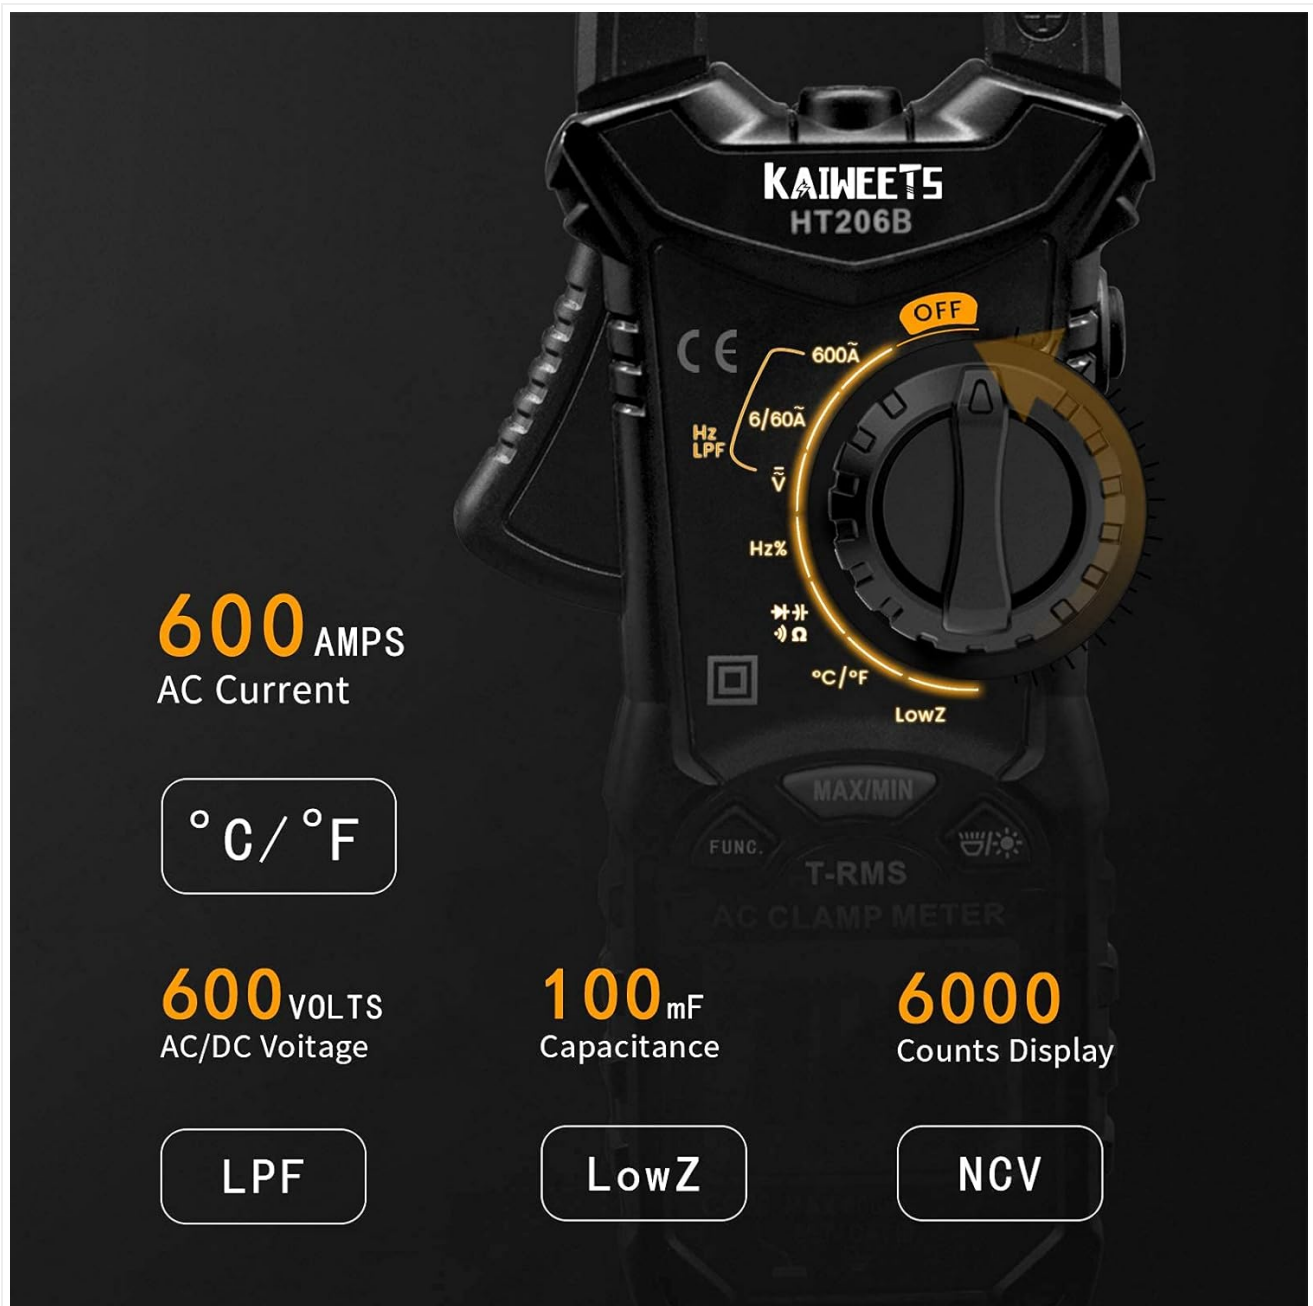 KAIWEETS
HT206B
OFF
CE
600Ã
6/60Ã
Hz
LPF
Ṽ
Hz%
Ω
°C/°F
LowZ
600 AMPS
AC Current
MAX/MIN
°C/°F
FUNC.
T-RMS
AC CLAMP METER
600 VOLTS
AC/DC Voitage
100 mF
Capacitance
6000
Counts Display
LPF
LowZ
NCV